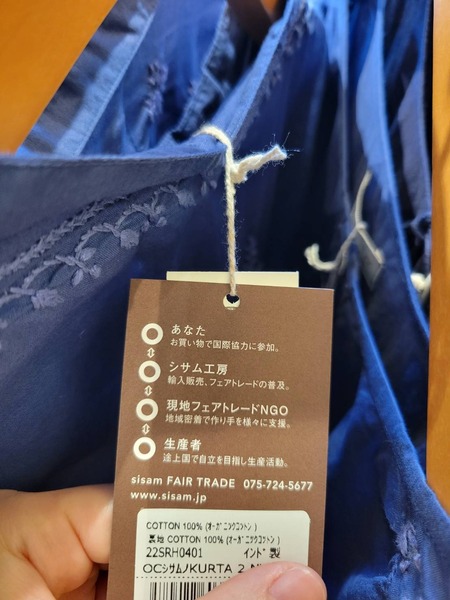 あなた
お買い物で国際協力に参加。
シサム工房
輸入販売、フェアトレードの普及。
現地フェアトレードNGO
地域密着で作り手を様々に支援。
生産者
途上国で自立を目指し生産活動。
sisam FAIR TRADE 075-724-5677
www.sisam.jp
COTTON 100% (オーガニックコットン)
裏地 COTTON 100% (オーガニックコットン)
22SRH0401 インド製
OCシサムノKURTA 2